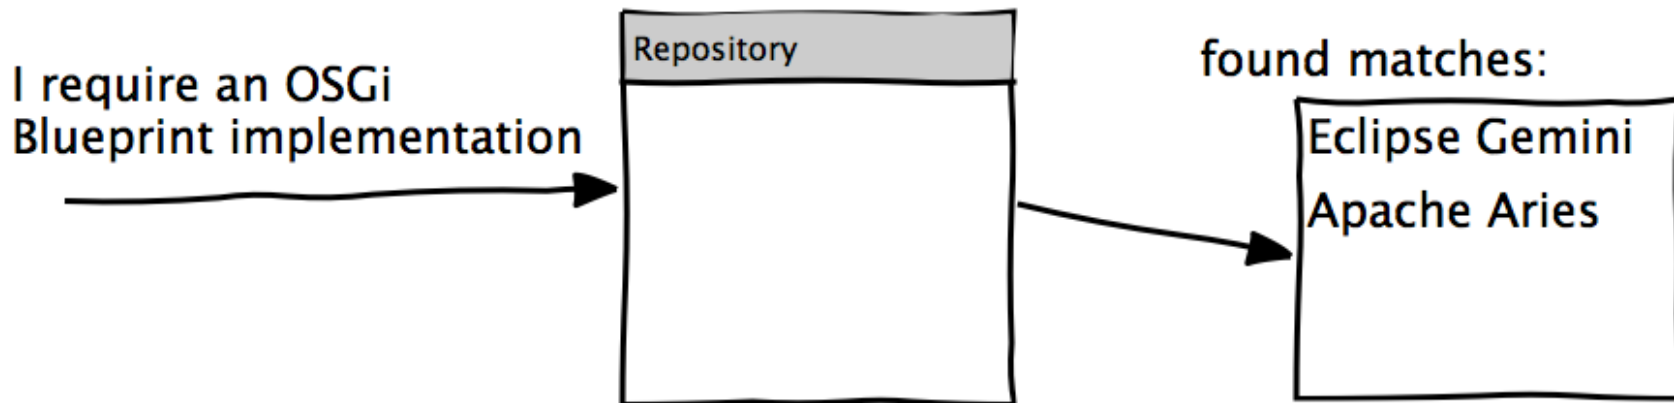 I require an OSGi
Blueprint implementation
Repository
found matches:
Eclipse Gemini
Apache Aries